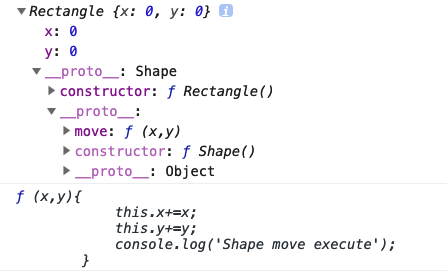 Rectangle {x: 0, y: 0} i
x: 0
y: 0
__proto__: Shape
constructor: ƒ Rectangle()
__proto__:
move: ƒ (x,y)
constructor: ƒ Shape()
__proto__: Object
ƒ (x,y){
this.x+=x;
this.y+=y;
console.log('Shape move execute');
}